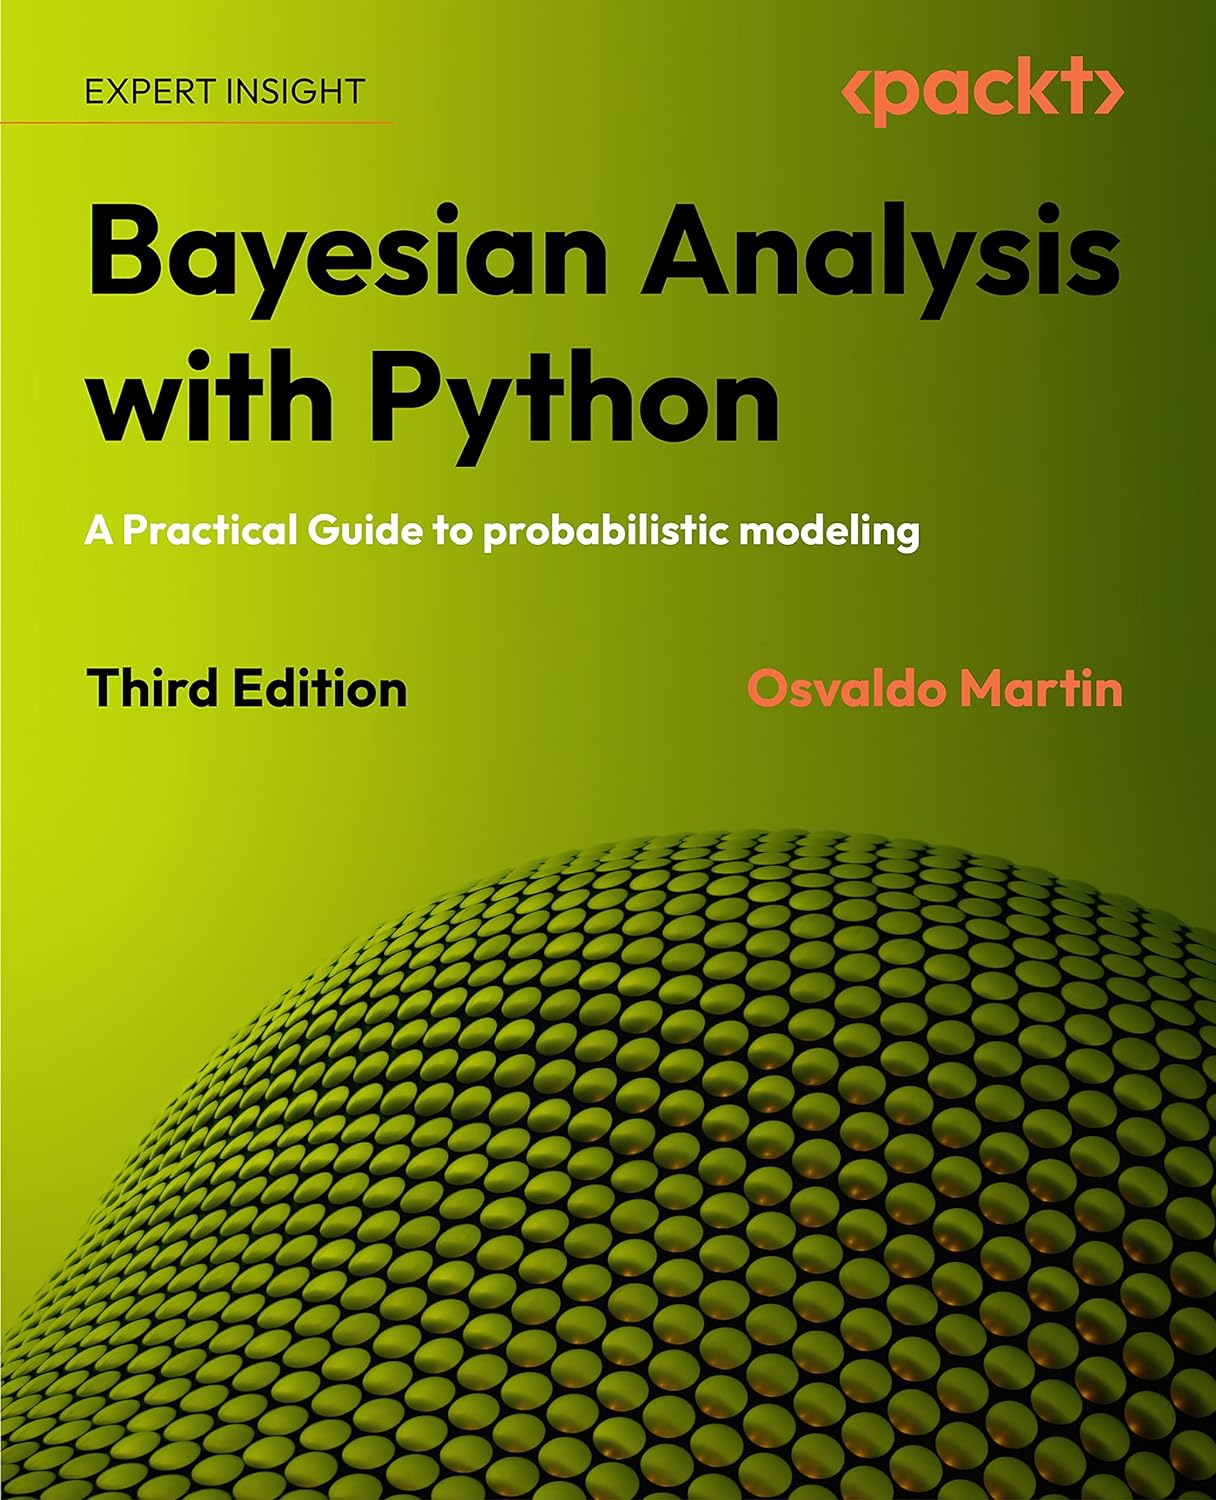 EXPERT INSIGHT
<packt>
Bayesian Analysis
with Python
A Practical Guide to probabilistic modeling
Third Edition
Osvaldo Martin